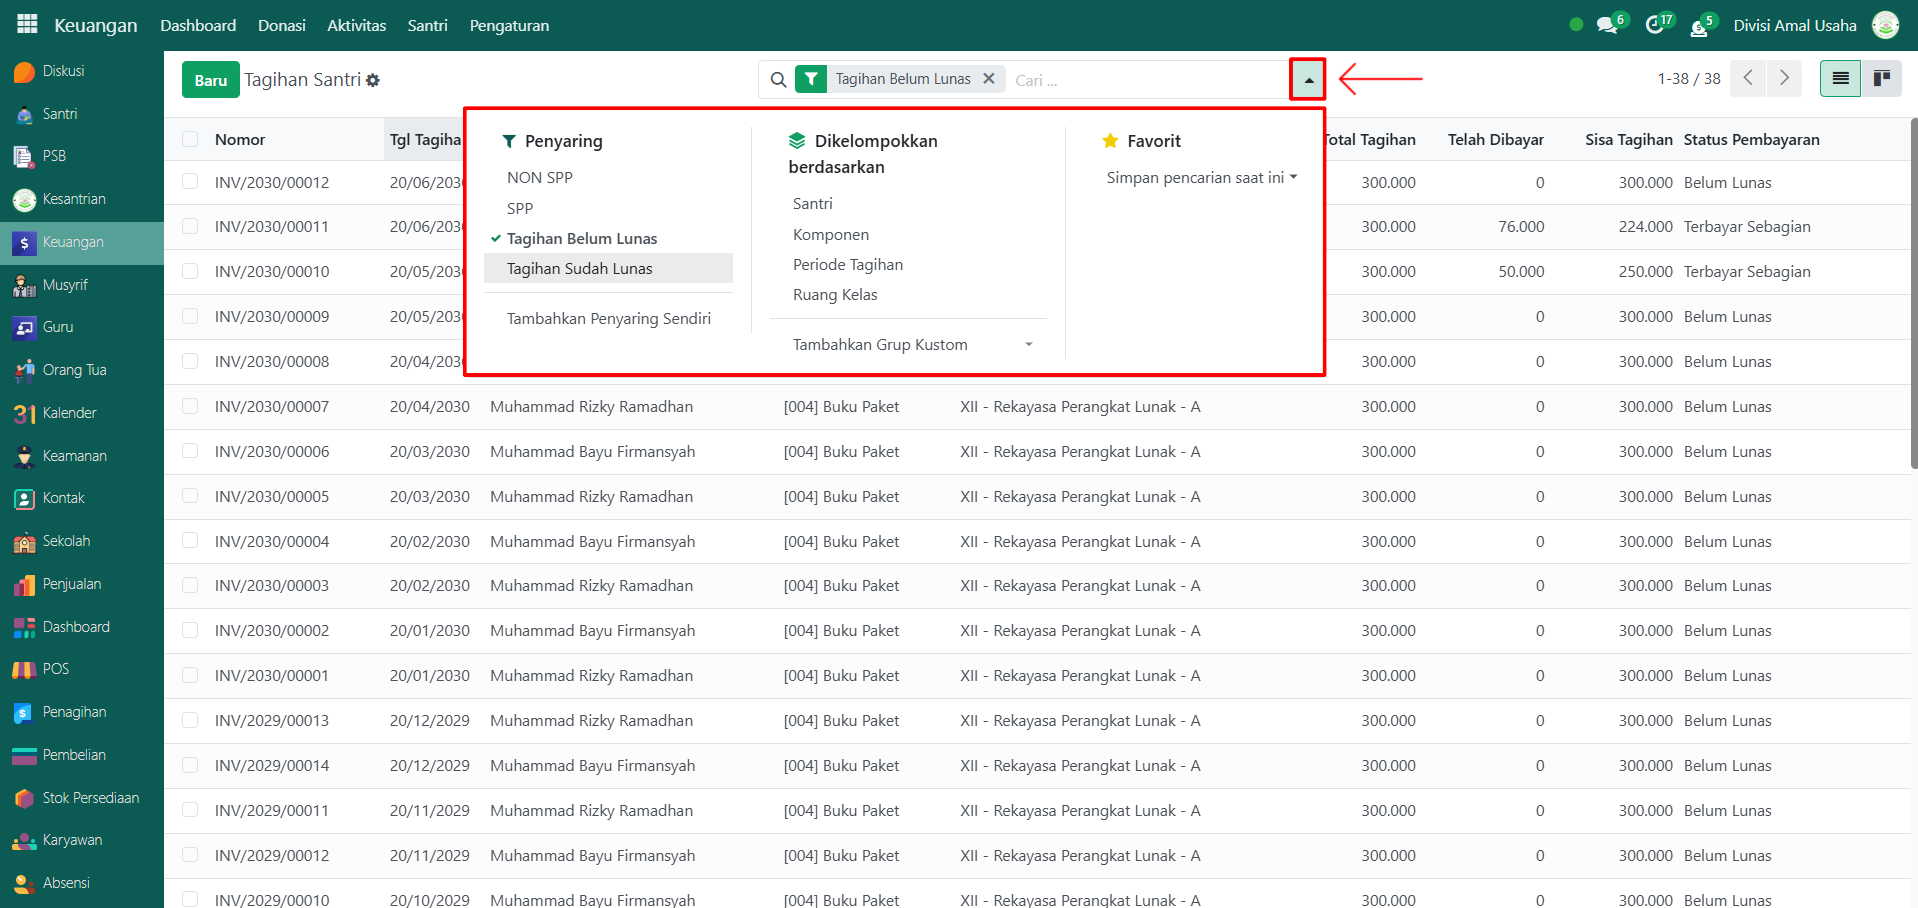 Keuangan Dashboard Donasi Aktivitas Santri Pengaturan 6 17 5 Divisi Amal Usaha
Diskusi
Santri
PSB
Kesantrian
Keuangan
Musyrif
Guru
Orang Tua
31 Kalender
Keamanan
Kontak
Sekolah
Penjualan
Dashboard
POS
Penagihan
Pembelian
Stok Persediaan
Karyawan
Absensi
Baru Tagihan Santri Tagihan Belum Lunas Cari ... 1-38 / 38
Penyaring
NON SPP
SPP
Tagihan Belum Lunas
Tagihan Sudah Lunas
Tambahkan Penyaring Sendiri
Dikelompokkan
berdasarkan
Santri
Komponen
Periode Tagihan
Ruang Kelas
Tambahkan Grup Kustom
Favorit
Simpan pencarian saat ini
Nomor Tgl Tagiha Total Tagihan Telah Dibayar Sisa Tagihan Status Pembayaran
INV/2030/00012 20/06/203 300.000 0 300.000 Belum Lunas
INV/2030/00011 20/06/203 300.000 76.000 224.000 Terbayar Sebagian
INV/2030/00010 20/05/203 300.000 50.000 250.000 Terbayar Sebagian
INV/2030/00009 20/05/203 300.000 0 300.000 Belum Lunas
INV/2030/00008 20/04/203 300.000 0 300.000 Belum Lunas
INV/2030/00007 20/04/2030 Muhammad Rizky Ramadhan [004] Buku Paket XII - Rekayasa Perangkat Lunak - A 300.000 0 300.000 Belum Lunas
INV/2030/00006 20/03/2030 Muhammad Bayu Firmansyah [004] Buku Paket XII - Rekayasa Perangkat Lunak - A 300.000 0 300.000 Belum Lunas
INV/2030/00005 20/03/2030 Muhammad Rizky Ramadhan [004] Buku Paket XII - Rekayasa Perangkat Lunak - A 300.000 0 300.000 Belum Lunas
INV/2030/00004 20/02/2030 Muhammad Bayu Firmansyah [004] Buku Paket XII - Rekayasa Perangkat Lunak - A 300.000 0 300.000 Belum Lunas
INV/2030/00003 20/02/2030 Muhammad Rizky Ramadhan [004] Buku Paket XII - Rekayasa Perangkat Lunak - A 300.000 0 300.000 Belum Lunas
INV/2030/00002 20/01/2030 Muhammad Bayu Firmansyah [004] Buku Paket XII - Rekayasa Perangkat Lunak - A 300.000 0 300.000 Belum Lunas
INV/2030/00001 20/01/2030 Muhammad Rizky Ramadhan [004] Buku Paket XII - Rekayasa Perangkat Lunak - A 300.000 0 300.000 Belum Lunas
INV/2029/00013 20/12/2029 Muhammad Rizky Ramadhan [004] Buku Paket XII - Rekayasa Perangkat Lunak - A 300.000 0 300.000 Belum Lunas
INV/2029/00014 20/12/2029 Muhammad Bayu Firmansyah [004] Buku Paket XII - Rekayasa Perangkat Lunak - A 300.000 0 300.000 Belum Lunas
INV/2029/00011 20/11/2029 Muhammad Rizky Ramadhan [004] Buku Paket XII - Rekayasa Perangkat Lunak - A 300.000 0 300.000 Belum Lunas
INV/2029/00012 20/11/2029 Muhammad Bayu Firmansyah [004] Buku Paket XII - Rekayasa Perangkat Lunak - A 300.000 0 300.000 Belum Lunas
INV/2029/00010 20/10/2029 Muhammad Bayu Firmansyah [004] Buku Paket XII - Rekayasa Perangkat Lunak - A 300.000 0 300.000 Belum Lunas